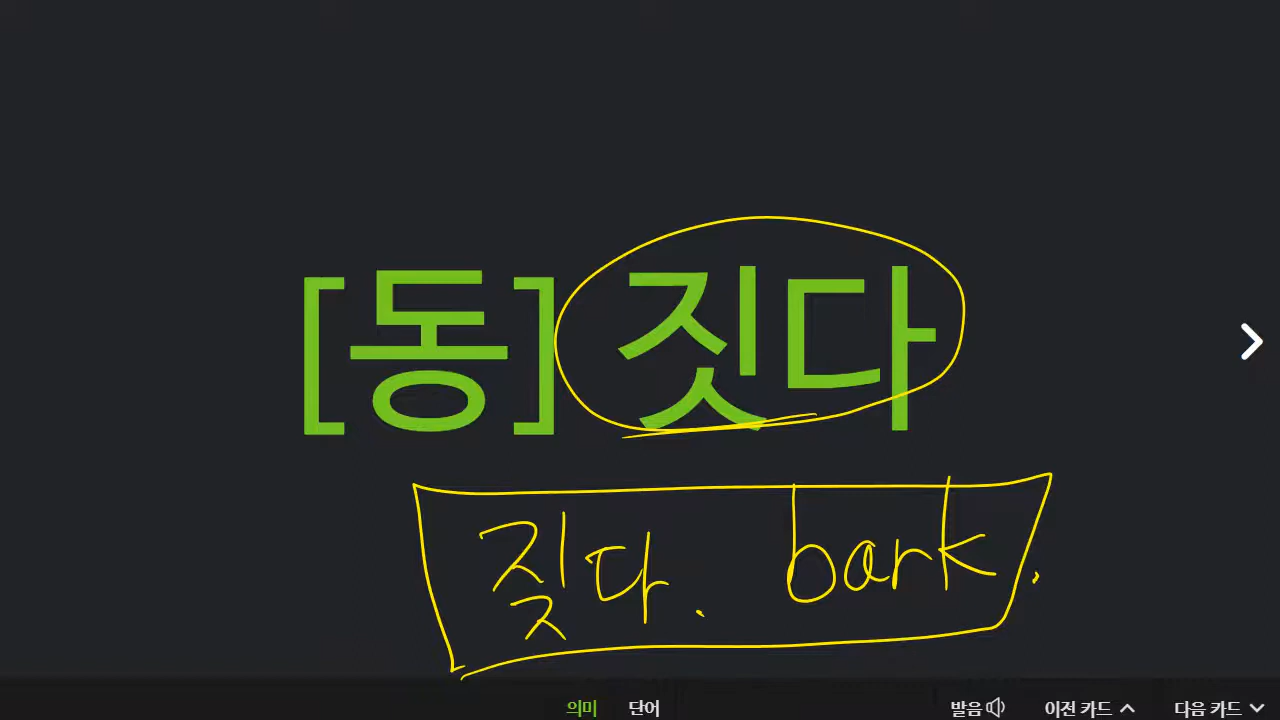 [동] 짓다
짖다. bark.
의미 단어 발음 이전 카드 다음 카드